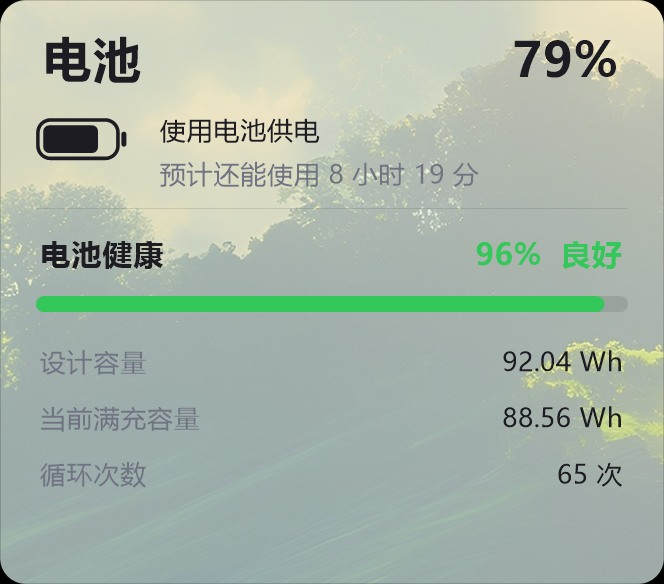 电池 79%
使用电池供电
预计还能使用 8 小时 19 分
电池健康 96% 良好
设计容量 92.04 Wh
当前满充容量 88.56 Wh
循环次数 65 次